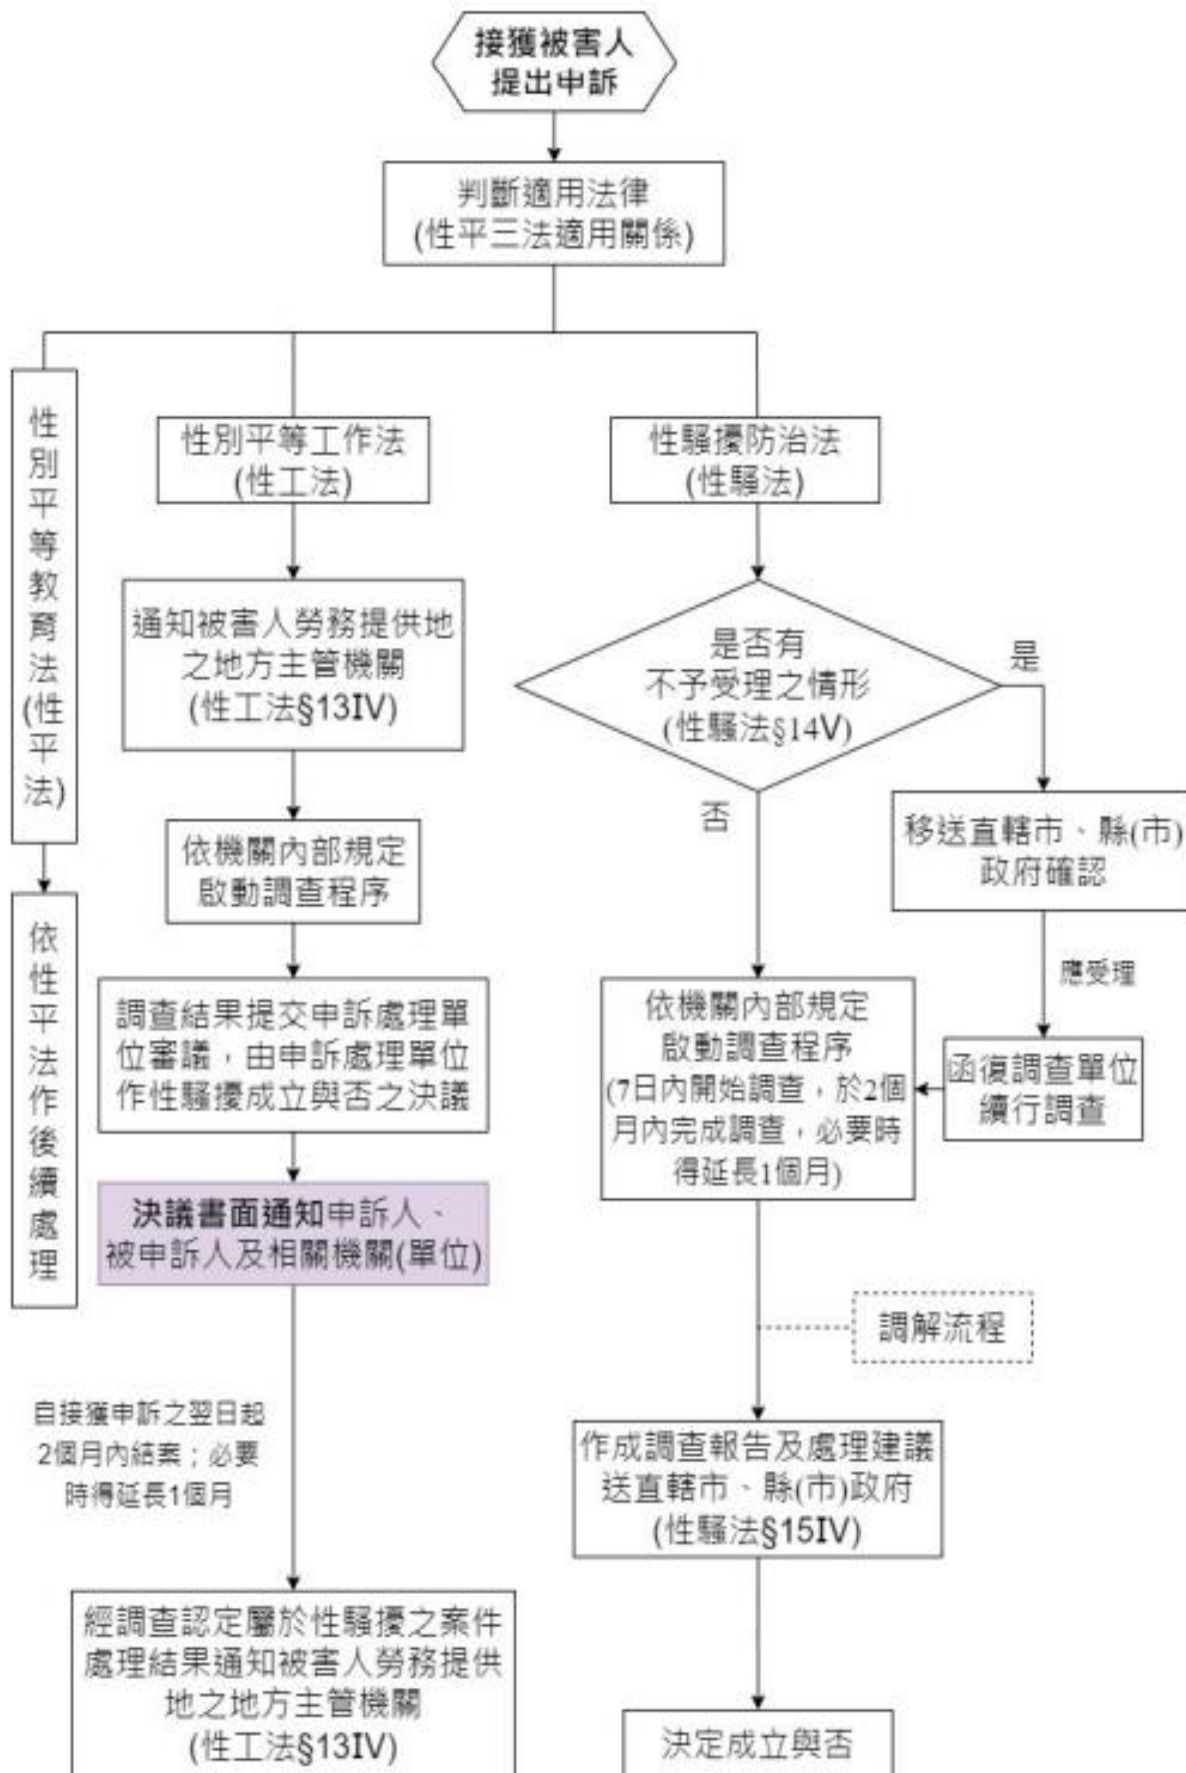 接獲被害人
提出申訴
判斷適用法律
(性平三法適用關係)
性別平等教育法(性平法)
依性平法作後續處理
性別平等工作法
(性工法)
通知被害人勞務提供地
之地方主管機關
(性工法§13IV)
依機關內部規定
啟動調查程序
調查結果提交申訴處理單
位審議，由申訴處理單位
作性騷擾成立與否之決議
決議書面通知申訴人、
被申訴人及相關機關(單位)
自接獲申訴之翌日起
2個月內結案；必要
時得延長1個月
經調查認定屬於性騷擾之案件
處理結果通知被害人勞務提供
地之地方主管機關
(性工法§13IV)
性騷擾防治法
(性騷法)
是否有
不予受理之情形
(性騷法§14V)
是
否
移送直轄市、縣(市)
政府確認
應受理
函復調查單位
續行調查
依機關內部規定
啟動調查程序
(7日內開始調查，於2個
月內完成調查，必要時
得延長1個月)
調解流程
作成調查報告及處理建議
送直轄市、縣(市)政府
(性騷法§15IV)
決定成立與否